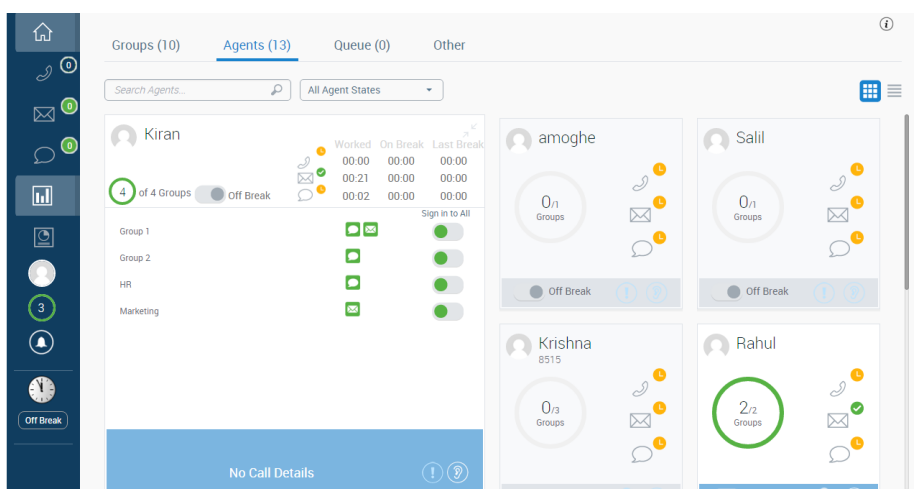 Groups (10) Agents (13) Queue (0) Other
0
0
0
3
Off Break
Search Agents... All Agent States
Kiran
Worked On Break Last Break
00:00 00:00 00:00
00:21 00:00 00:00
00:02 00:00 00:00
4 of 4 Groups Off Break
Sign in to All
Group 1
Group 2
HR
Marketing
No Call Details
amoghe
0/1
Groups
Off Break
Salil
0/1
Groups
Off Break
Krishna
8515
0/3
Groups
Rahul
2/2
Groups